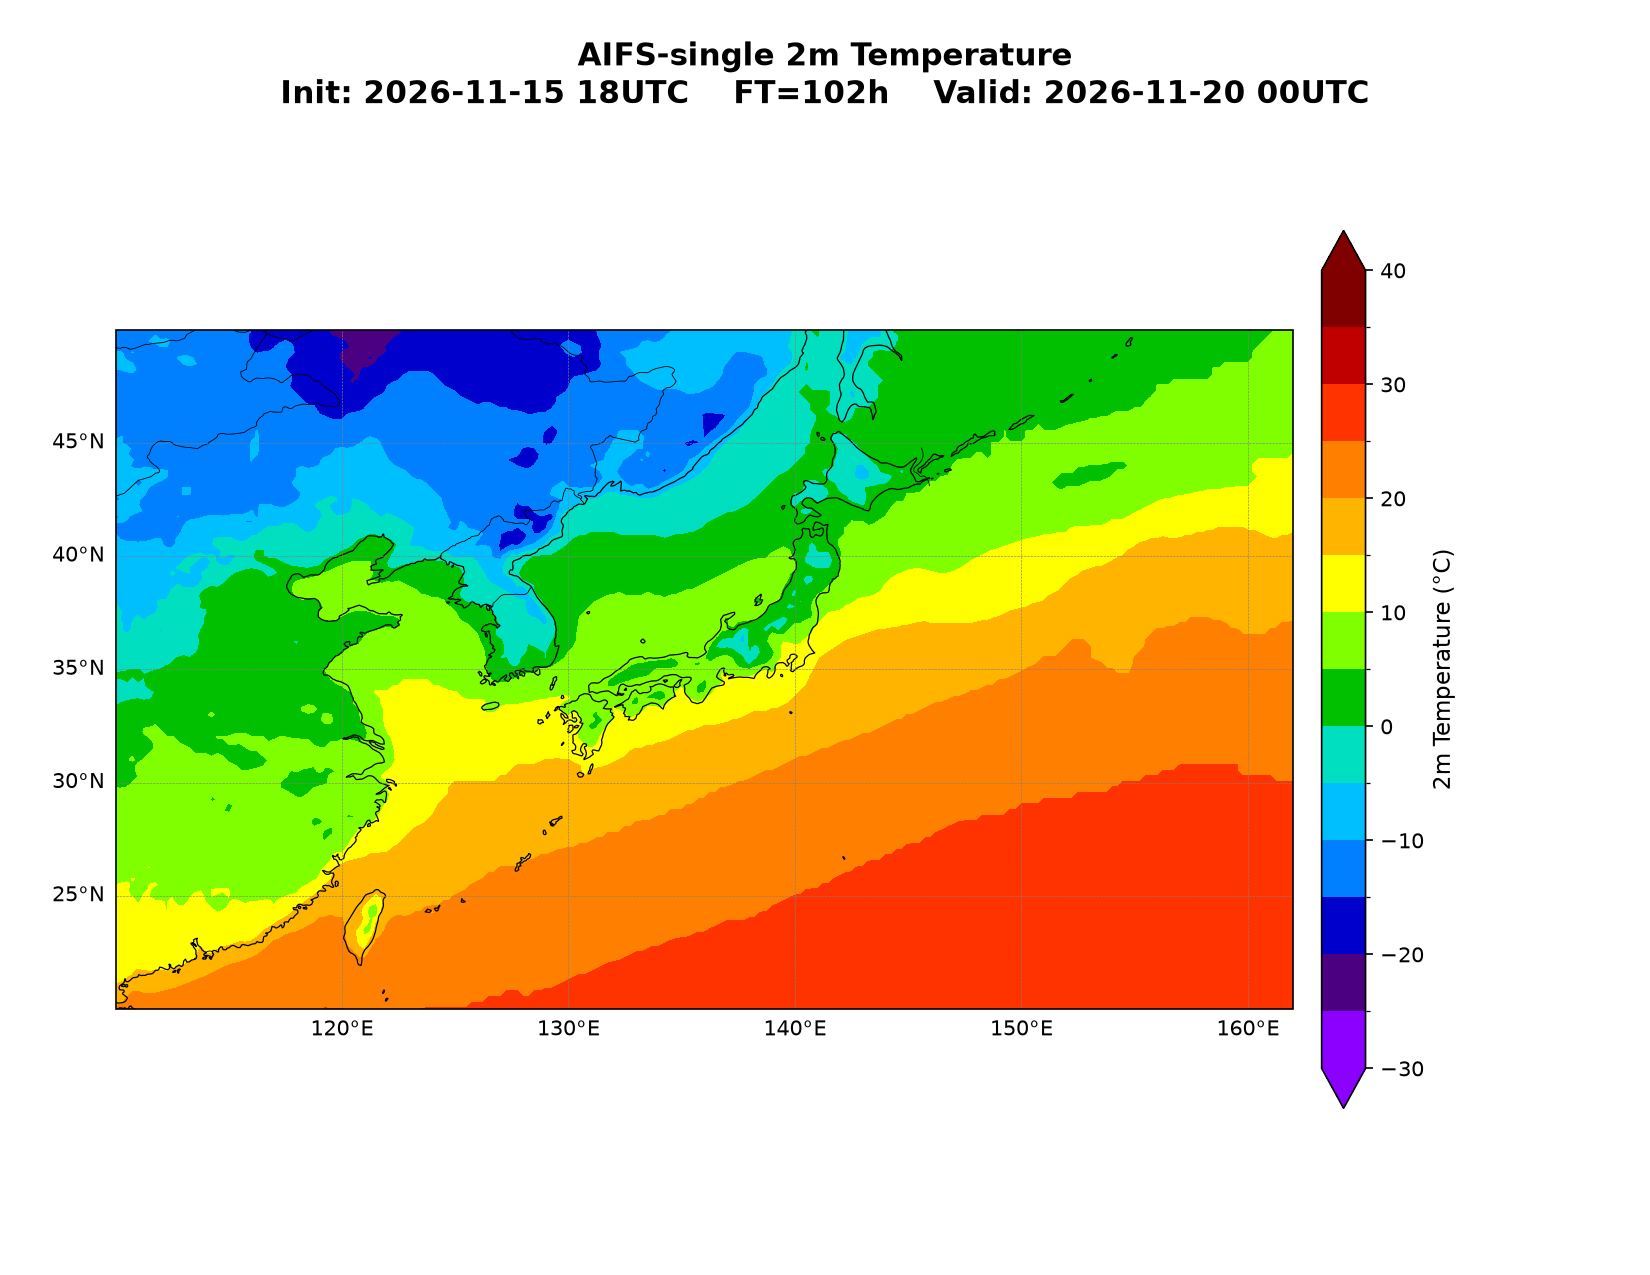 AIFS-single 2m Temperature
Init: 2026-11-15 18UTC    FT=102h    Valid: 2026-11-20 00UTC
45°N
40°N
35°N
30°N
25°N
120°E
130°E
140°E
150°E
160°E
40
30
20
10
0
−10
−20
−30
2m Temperature (°C)